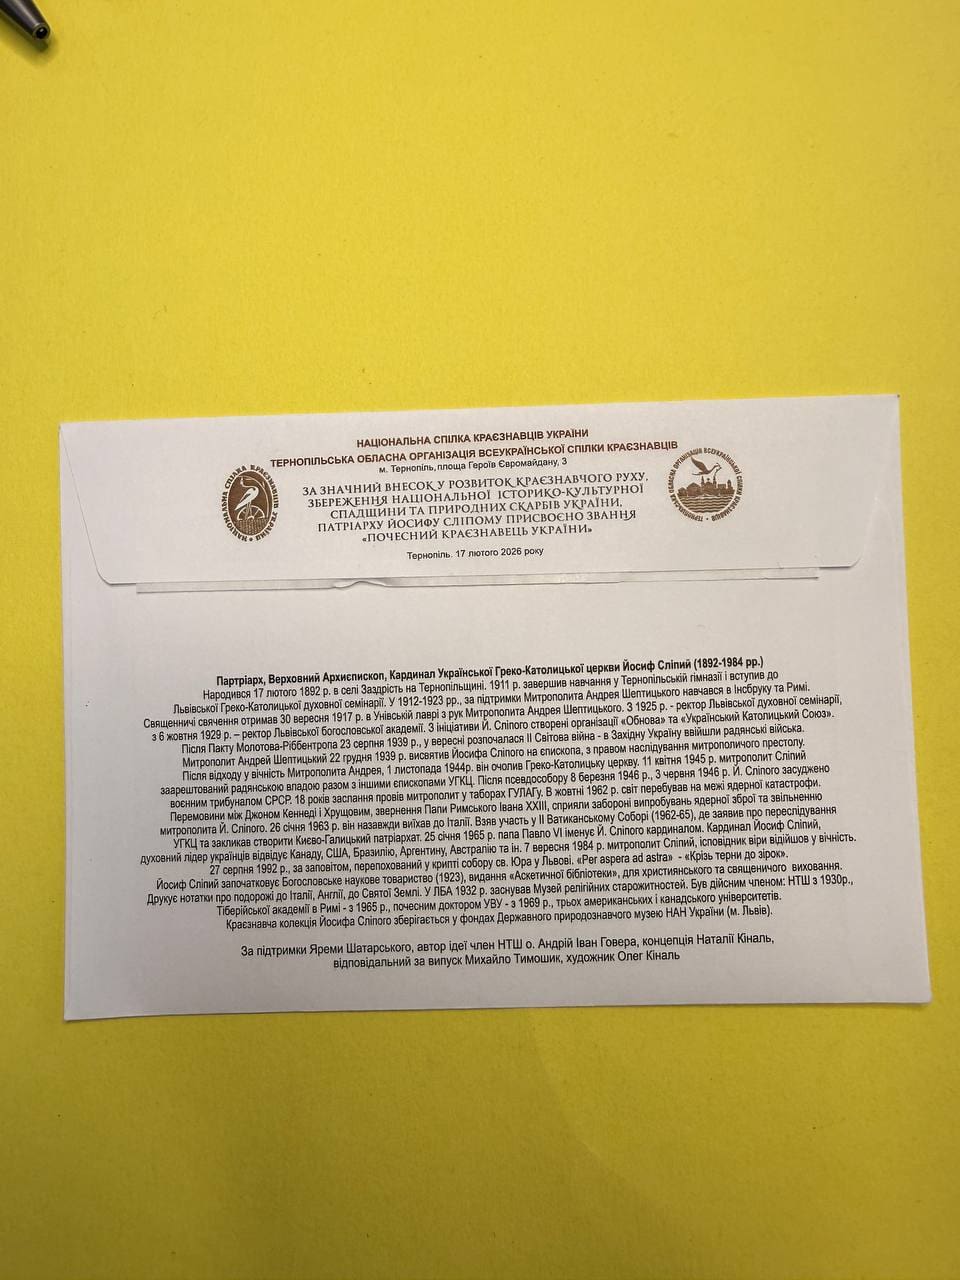 НАЦІОНАЛЬНА СПІЛКА КРАЄЗНАВЦІВ УКРАЇНИ
ТЕРНОПІЛЬСЬКА ОБЛАСНА ОРГАНІЗАЦІЯ ВСЕУКРАЇНСЬКОЇ СПІЛКИ КРАЄЗНАВЦІВ
м. Тернопіль, площа Героїв Євромайдану, 3
НАЦІОНАЛЬНА СПІЛКА КРАЄЗНАВЦІВ УКРАЇНИ
ЗА ЗНАЧНИЙ ВНЕСОК У РОЗВИТОК КРАЄЗНАВЧОГО РУХУ,
ЗБЕРЕЖЕННЯ НАЦІОНАЛЬНОЇ ІСТОРИКО-КУЛЬТУРНОЇ
СПАДЩИНИ ТА ПРИРОДНИХ СКАРБІВ УКРАЇНИ,
ПАТРІАРХУ ЙОСИФУ СЛІПОМУ ПРИСВОЄНО ЗВАННЯ
«ПОЧЕСНИЙ КРАЄЗНАВЕЦЬ УКРАЇНИ»
Тернопіль. 17 лютого 2026 року
Партріарх, Верховний Архиєпископ, Кардинал Української Греко-Католицької церкви Йосиф Сліпий (1892-1984 рр.)
Народився 17 лютого 1892 р. в селі Заздрість на Тернопільщині. 1911 р. завершив навчання у Тернопільській гімназії і вступив до
Львівської Греко-Католицької духовної семінарії. У 1912-1923 рр., за підтримки Митрополита Андрея Шептицького навчався в Інсбруку та Римі.
Священничі свячення отримав 30 вересня 1917 р. в Унівській лаврі з рук Митрополита Андрея Шептицького. З 1925 р. - ректор Львівської духовної семінарії,
з 6 жовтня 1929 р. – ректор Львівської богословської академії. З ініціативи Й. Сліпого створені організації «Обнова» та «Український Католицький Союз».
Після Пакту Молотова-Ріббентропа 23 серпня 1939 р., у вересні розпочалася ІІ Світова війна - в Західну Україну ввійшли радянські війська.
Митрополит Андрей Шептицький 22 грудня 1939 р. висвятив Йосифа Сліпого на єпископа, з правом наслідування митрополичого престолу.
Після відходу у вічність Митрополита Андрея, 1 листопада 1944р. він очолив Греко-Католицьку церкву. 11 квітня 1945 р. митрополит Сліпий
заарештований радянською владою разом з іншими єпископами УГКЦ. Після псевдособору 8 березня 1946 р., 3 червня 1946 р. Й. Сліпого засуджено
воєнним трибуналом СРСР. 18 років заслання провів митрополит у таборах ГУЛАГу. В жовтні 1962 р. світ перебував на межі ядерної катастрофи.
Перемовини між Джоном Кеннеді і Хрущовим, звернення Папи Римського Івана ХХІІІ, сприяли забороні випробувань ядерної зброї та звільненню
митрополита Й. Сліпого. 26 січня 1963 р. він назавжди виїхав до Італії. Взяв участь у ІІ Ватиканському Соборі (1962-65), де заявив про переслідування
УГКЦ та закликав створити Києво-Галицький патріархат. 25 січня 1965 р. папа Павло VI іменує Й. Сліпого кардиналом. Кардинал Йосиф Сліпий,
духовний лідер українців відвідує Канаду, США, Бразилію, Аргентину, Австралію та ін. 7 вересня 1984 р. митрополит Сліпий, ісповідник віри відійшов у вічність.
27 серпня 1992 р., за заповітом, перепохований у крипті собору св. Юра у Львові. «Per aspera ad astra» - «Крізь терни до зірок».
Йосиф Сліпий започатковує Богословське наукове товариство (1923), видання «Аскетичної бібліотеки», для християнського та священичого виховання.
Друкує нотатки про подорожі до Італії, Англії, до Святої Землі. У ЛБА 1932 р. заснував Музей релігійних старожитностей. Був дійсним членом: НТШ з 1930р.,
Тіберійської академії в Римі - з 1965 р., почесним доктором УВУ - з 1969 р., трьох американських і канадського університетів.
Краєзнавча колекція Йосифа Сліпого зберігається у фондах Державного природознавчого музею НАН України (м. Львів).
За підтримки Яреми Шатарського, автор ідеї член НТШ о. Андрій Іван Говера, концепція Наталії Кіналь,
відповідальний за випуск Михайло Тимошик, художник Олег Кіналь